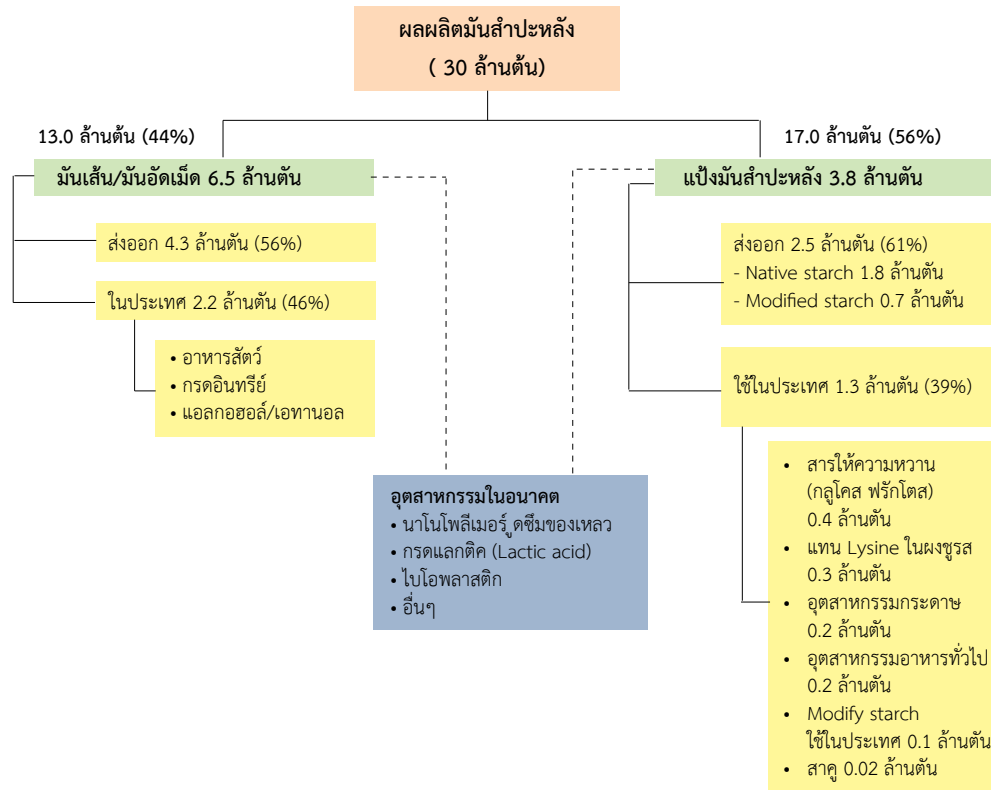 ผลผลิตมันสำปะหลัง
( 30 ล้านตัน)
13.0 ล้านตัน (44%)
17.0 ล้านตัน (56%)
มันเส้น/มันอัดเม็ด 6.5 ล้านตัน
แป้งมันสำปะหลัง 3.8 ล้านตัน
ส่งออก 4.3 ล้านตัน (56%)
ในประเทศ 2.2 ล้านตัน (46%)
• อาหารสัตว์
• กรดอินทรีย์
• แอลกอฮอล์/เอทานอล
ส่งออก 2.5 ล้านตัน (61%)
- Native starch 1.8 ล้านตัน
- Modified starch 0.7 ล้านตัน
ใช้ในประเทศ 1.3 ล้านตัน (39%)
อุตสาหกรรมในอนาคต
• นาโนโพลีเมอร์ ูดซึมของเหลว
• กรดแลกติค (Lactic acid)
• ไบโอพลาสติก
• อื่นๆ
• สารให้ความหวาน
(กลูโคส ฟรักโตส)
0.4 ล้านตัน
• แทน Lysine ในผงชูรส
0.3 ล้านตัน
• อุตสาหกรรมกระดาษ
0.2 ล้านตัน
• อุตสาหกรรมอาหารทั่วไป
0.2 ล้านตัน
• Modify starch
ใช้ในประเทศ 0.1 ล้านตัน
• สาคู 0.02 ล้านตัน